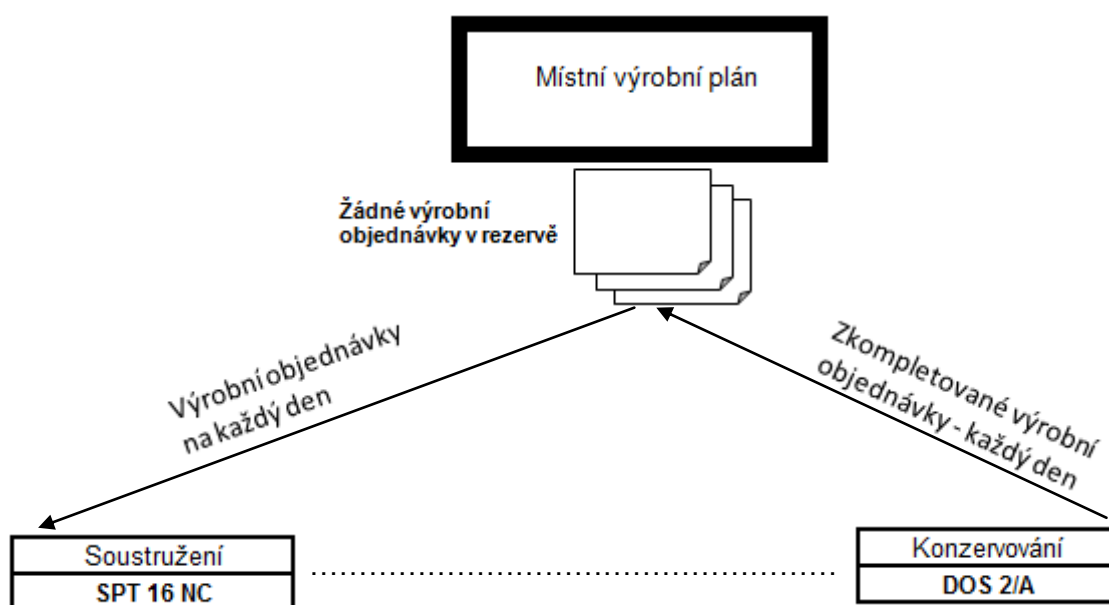 Místní výrobní plán
Žádné výrobní
objednávky v rezervě
Výrobní objednávky
na každý den
Zkompletované výrobní
objednávky - každý den
Soustružení
SPT 16 NC
Konzervování
DOS 2/A